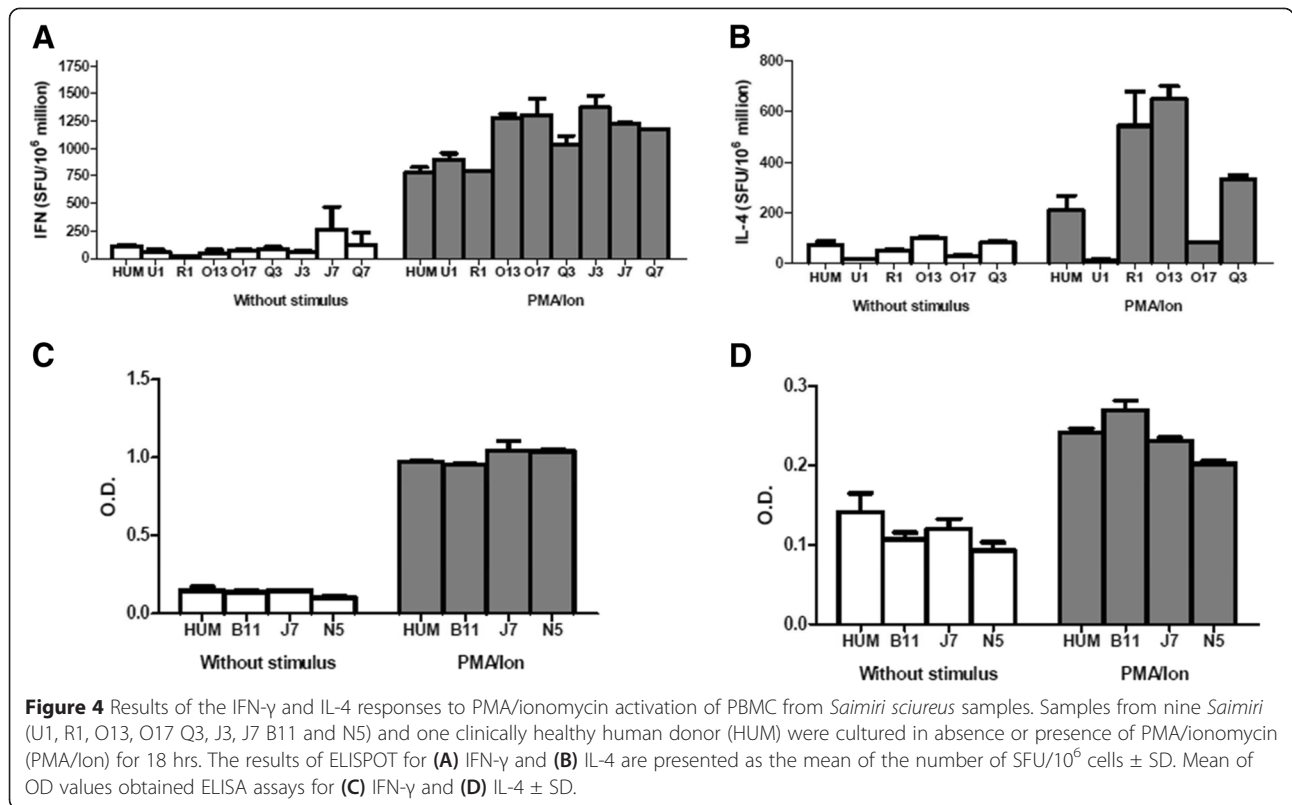 A
IFN (SFU/10⁶ million)
1750
1500
1250
1000
750
500
250
0
HUM U1 R1 O13 O17 Q3 J3 J7 Q7 HUM U1 R1 O13 O17 Q3 J3 J7 Q7
Without stimulus PMA/Ion
B
IL-4 (SFU/10⁶ million)
800
600
400
200
0
HUM U1 R1 O13 O17 Q3 HUM U1 R1 O13 O17 Q3
Without stimulus PMA/Ion
C
O.D.
1.5
1.0
0.5
0.0
HUM B11 J7 N5 HUM B11 J7 N5
Without stimulus PMA/Ion
D
O.D.
0.3
0.2
0.1
0.0
HUM B11 J7 N5 HUM B11 J7 N5
Without stimulus PMA/Ion
Figure 4 Results of the IFN-γ and IL-4 responses to PMA/ionomycin activation of PBMC from Saimiri sciureus samples. Samples from nine Saimiri
(U1, R1, O13, O17 Q3, J3, J7 B11 and N5) and one clinically healthy human donor (HUM) were cultured in absence or presence of PMA/ionomycin
(PMA/Ion) for 18 hrs. The results of ELISPOT for (A) IFN-γ and (B) IL-4 are presented as the mean of the number of SFU/10⁶ cells ± SD. Mean of
OD values obtained ELISA assays for (C) IFN-γ and (D) IL-4 ± SD.